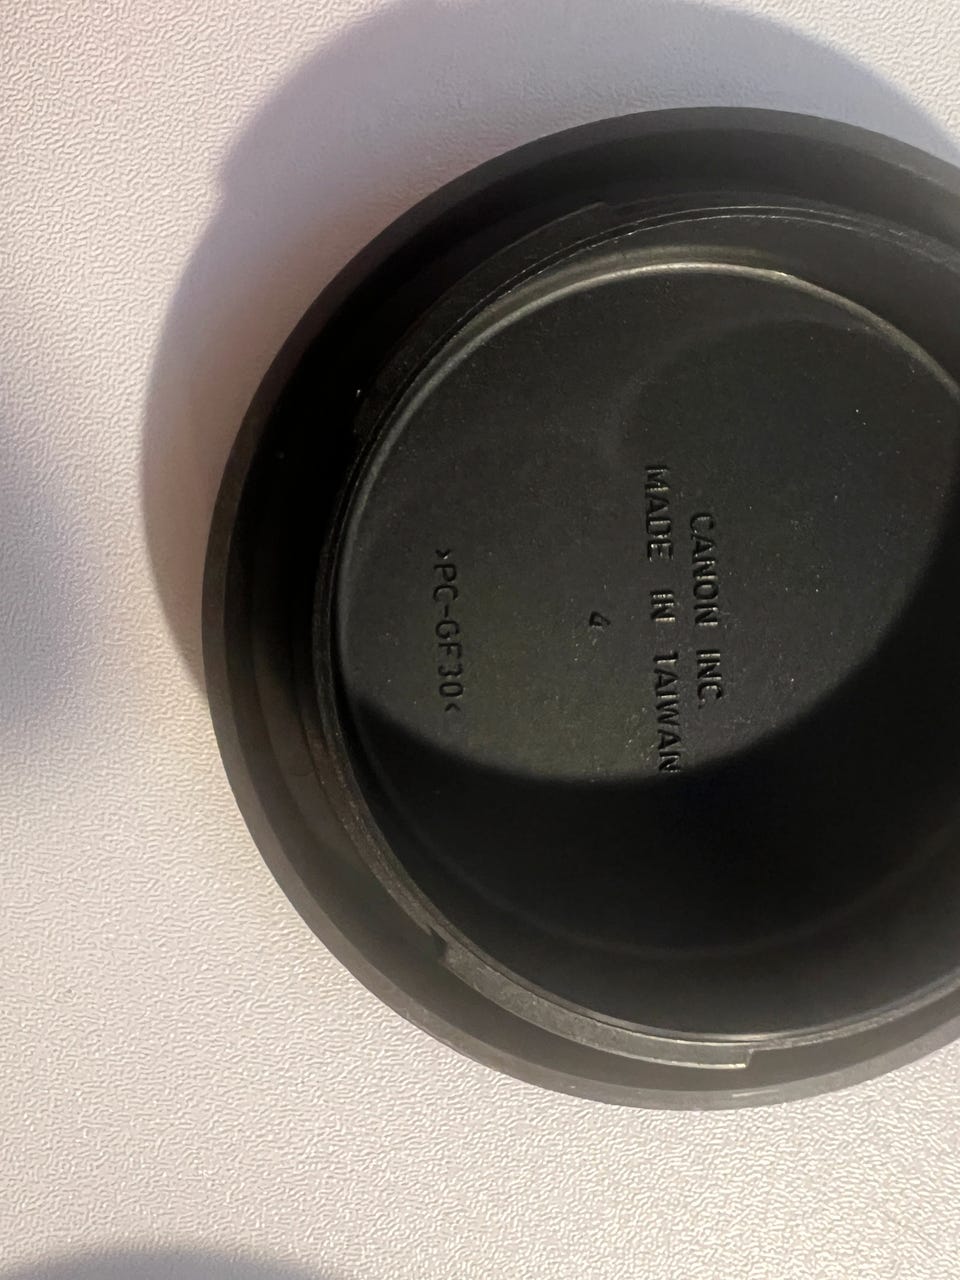 CANON INC.
MADE IN TAIWAN
4
>PC-GF30<